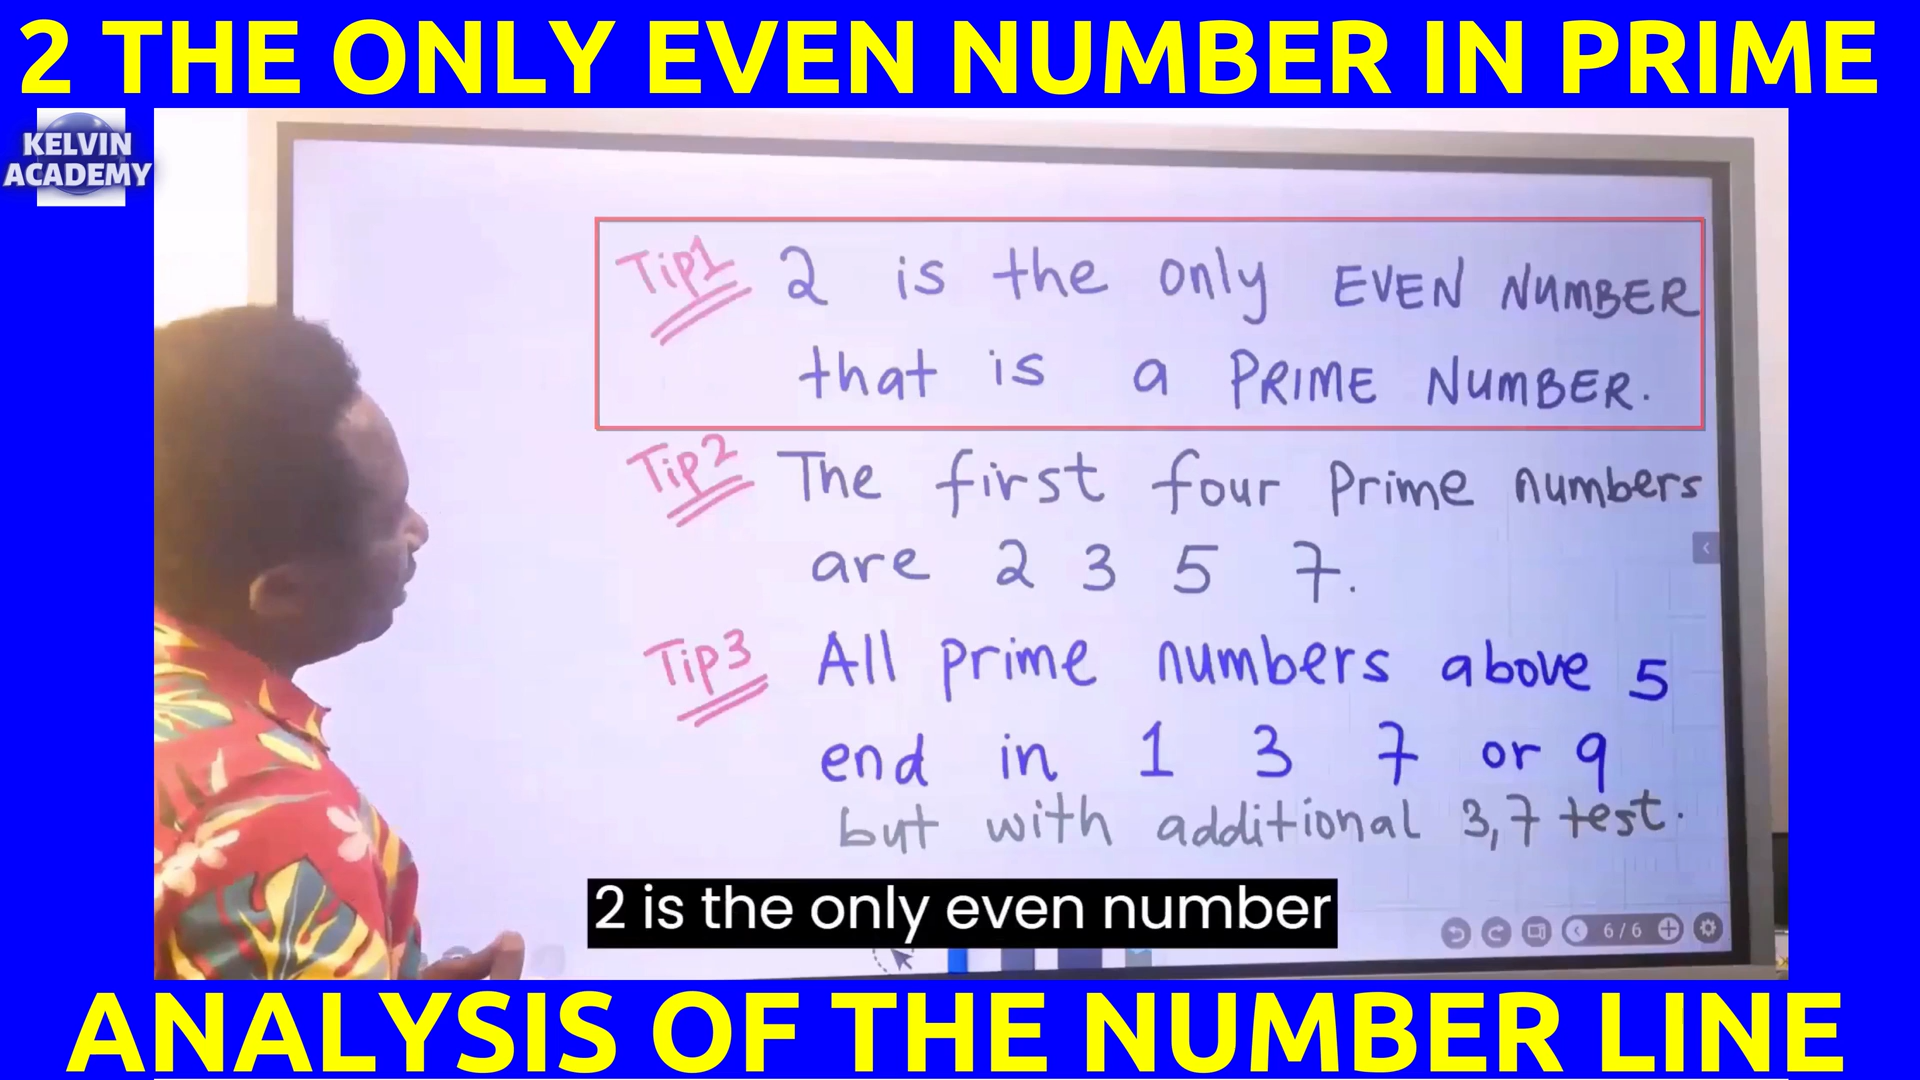 2 THE ONLY EVEN NUMBER IN PRIME
KELVIN
ACADEMY
Tip1 2 is the only EVEN NUMBER
that is a PRIME NUMBER.
Tip2 The first four Prime numbers
are 2 3 5 7.
Tip3 All prime numbers above 5
end in 1 3 7 or 9
but with additional 3,7 test.
2 is the only even number
6/6
ANALYSIS OF THE NUMBER LINE